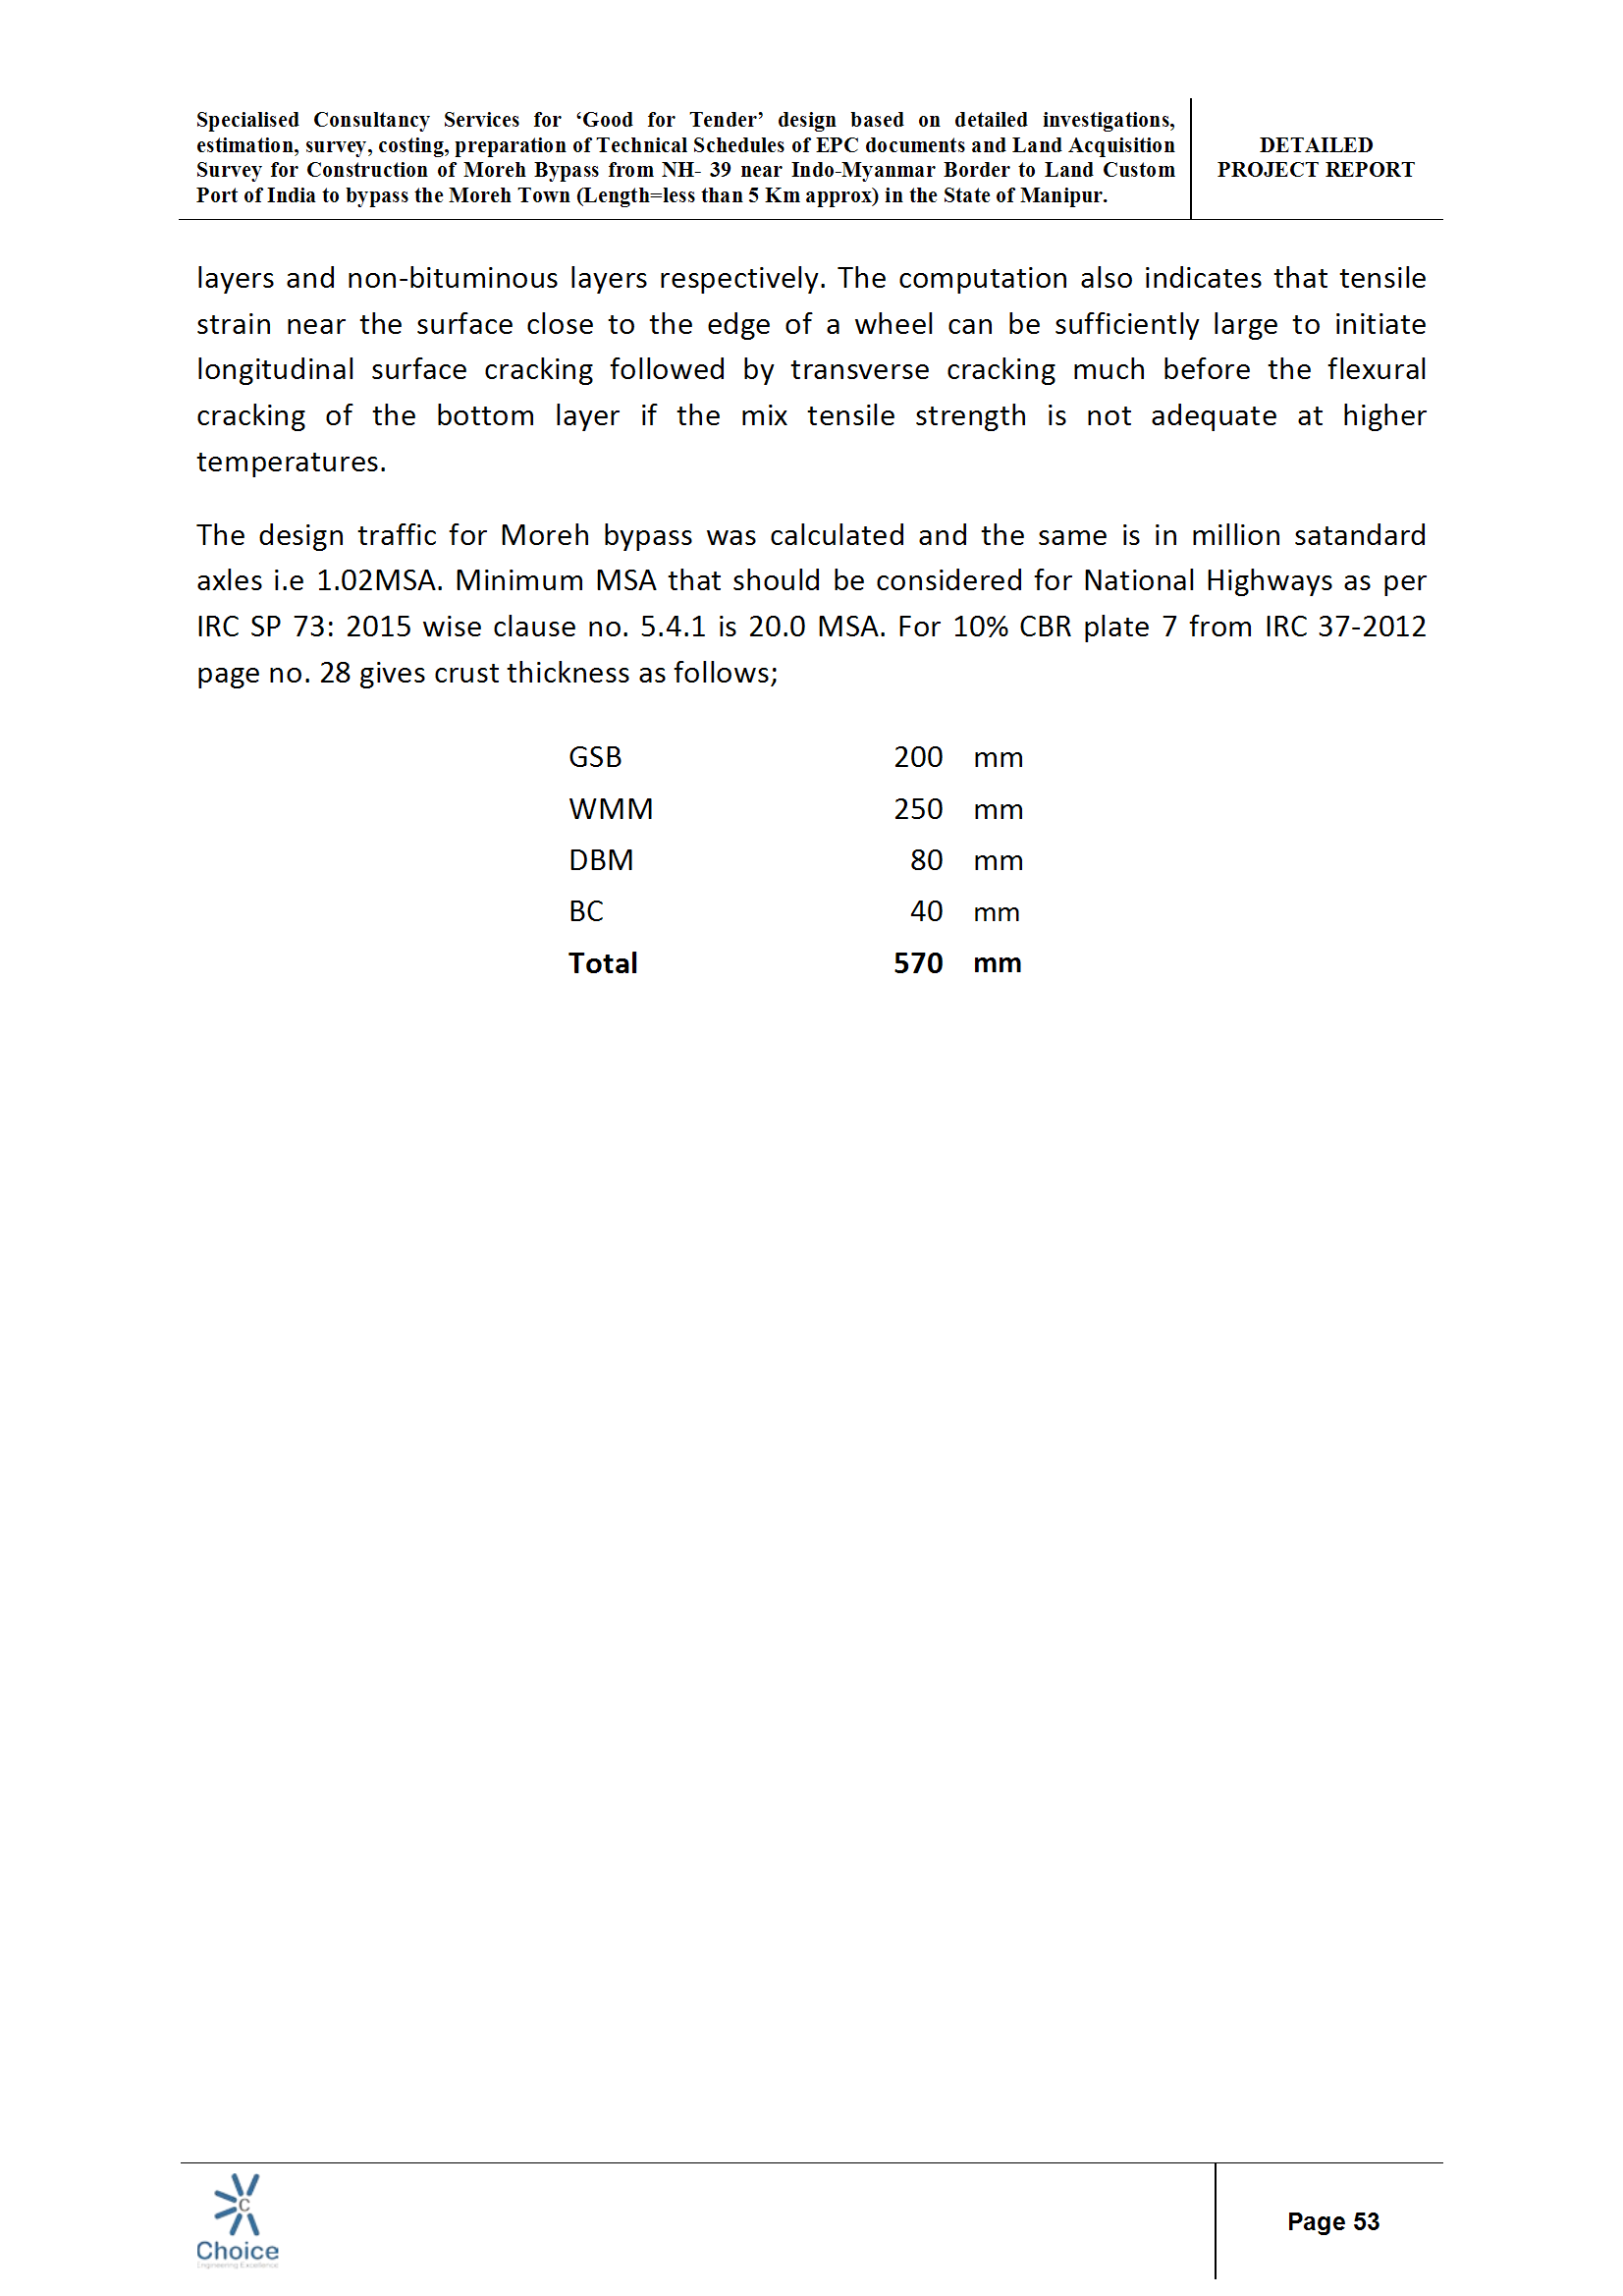 Specialised Consultancy Services for ‘Good for Tender’ design based on detailed investigations,
estimation, survey, costing, preparation of Technical Schedules of EPC documents and Land Acquisition
Survey for Construction of Moreh Bypass from NH- 39 near Indo-Myanmar Border to Land Custom
Port of India to bypass the Moreh Town (Length=less than 5 Km approx) in the State of Manipur.
DETAILED
PROJECT REPORT
layers and non-bituminous layers respectively. The computation also indicates that tensile
strain near the surface close to the edge of a wheel can be sufficiently large to initiate
longitudinal surface cracking followed by transverse cracking much before the flexural
cracking of the bottom layer if the mix tensile strength is not adequate at higher
temperatures.
The design traffic for Moreh bypass was calculated and the same is in million satandard
axles i.e 1.02MSA. Minimum MSA that should be considered for National Highways as per
IRC SP 73: 2015 wise clause no. 5.4.1 is 20.0 MSA. For 10% CBR plate 7 from IRC 37-2012
page no. 28 gives crust thickness as follows;
GSB 200 mm
WMM 250 mm
DBM 80 mm
BC 40 mm
Total 570 mm
C
Choice
Engineering Excellence
Page 53